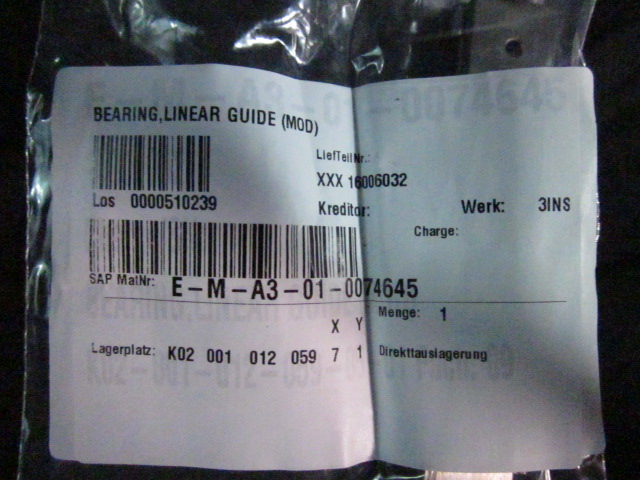 BEARING,LINEAR GUIDE (MOD)
LiefTeilNr.:
XXX 16006032
Los 0000510239
Kreditor: Werk: 3INS
Charge:
SAP MatNr: E-M-A3-01-0074645
X Y Menge: 1
Lagerplatz: K02 001 012 059 7 1 Direktauslagerung